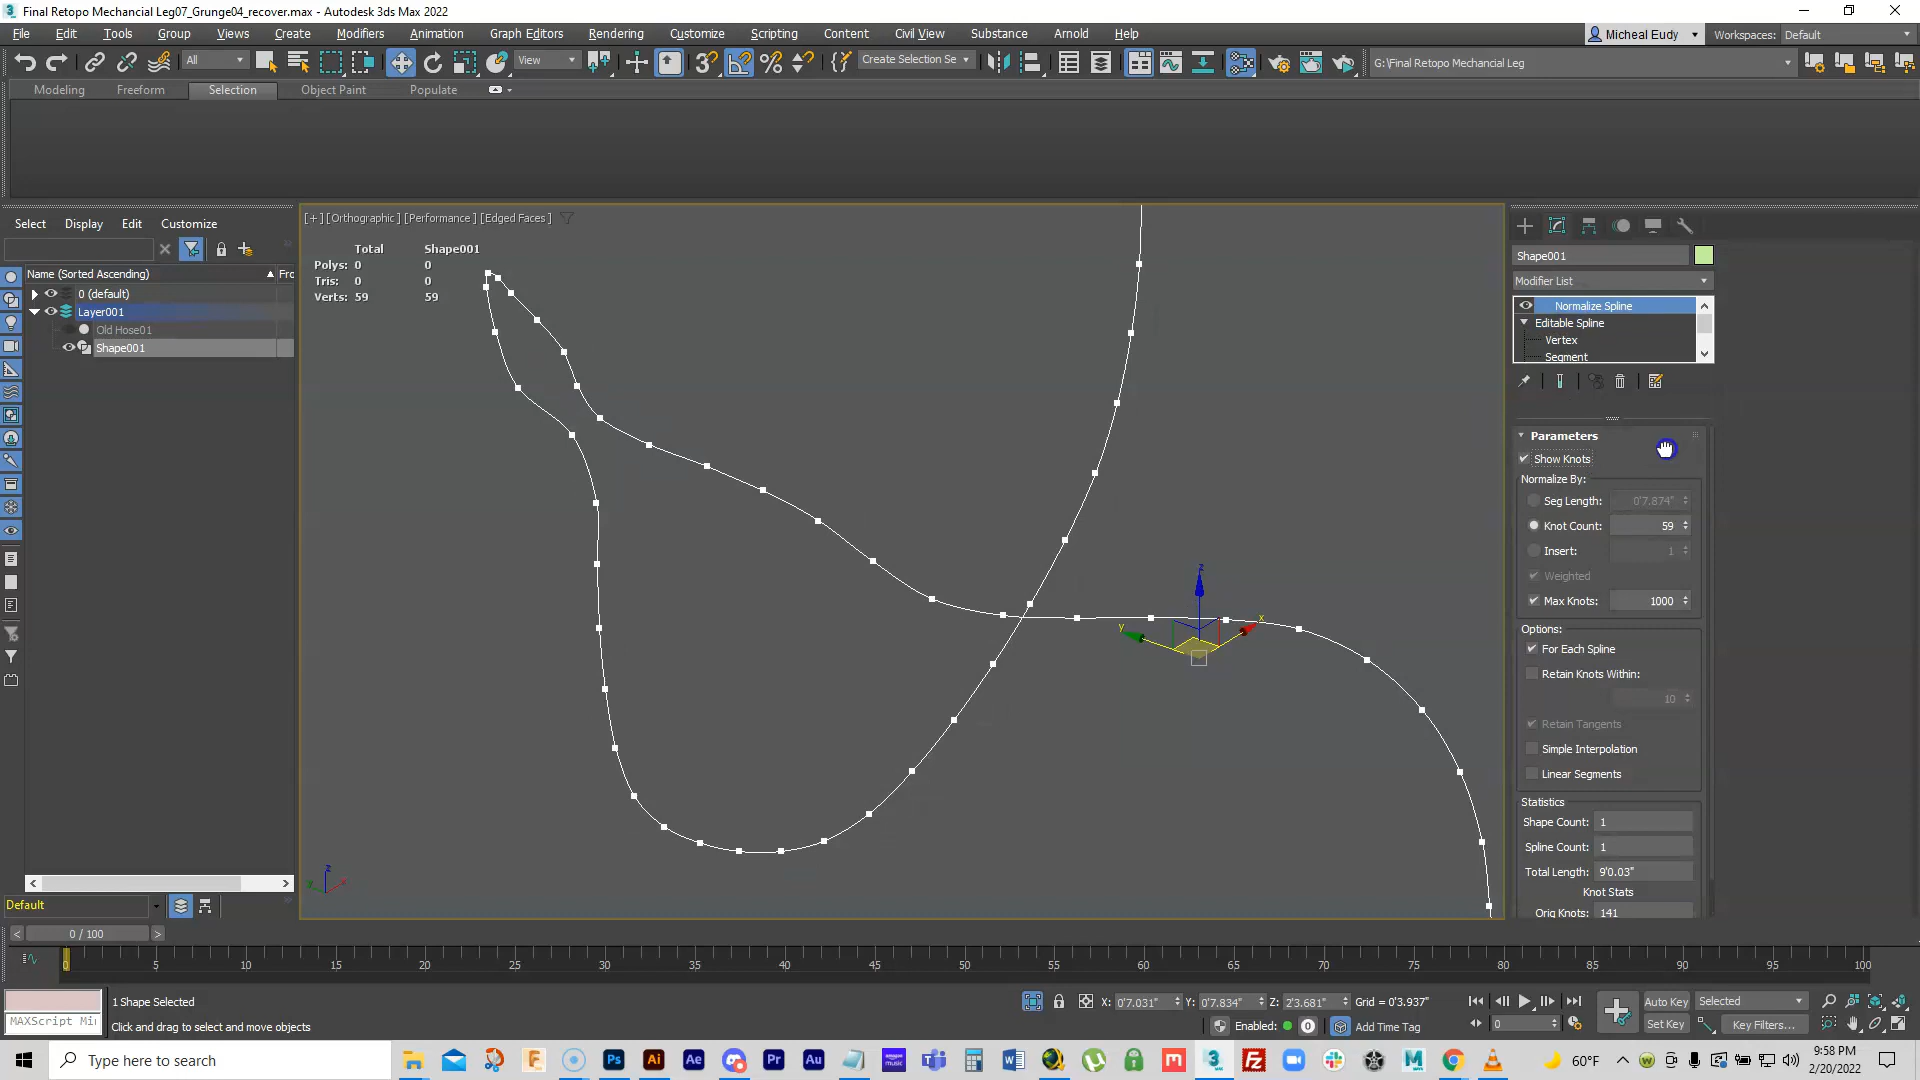 Final Retopo Mechancial Leg07_Grunge04_recover.max - Autodesk 3ds Max 2022
File Edit Tools Group Views Create Modifiers Animation Graph Editors Rendering Customize Scripting Content Civil View Substance Arnold Help
Micheal Eudy
Workspaces: Default
All
View
Create Selection Se
G:\Final Retopo Mechancial Leg
Modeling Freeform Selection Object Paint Populate
Select Display Edit Customize
Name (Sorted Ascending)
Fro
0 (default)
Layer001
Old Hose01
Shape001
[+] [Orthographic] [Performance] [Edged Faces]
Total Shape001
Polys: 0 0
Tris: 0 0
Verts: 59 59
z
x
y
Shape001
Modifier List
Normalize Spline
Editable Spline
Vertex
Segment
Parameters
Show Knots
Normalize By:
Seg Length: 0'7.874"
Knot Count: 59
Insert: 1
Weighted
Max Knots: 1000
Options:
For Each Spline
Retain Knots Within:
10
Retain Tangents
Simple Interpolation
Linear Segments
Statistics
Shape Count: 1
Spline Count: 1
Total Length: 9'0.03"
Knot Stats
Orig Knots: 141
z
x
y
Default
< 0 / 100 >
0 5 10 15 20 25 30 35 40 45 50 55 60 65 70 75 80 85 90 95 100
MAXScript Mi
1 Shape Selected
Click and drag to select and move objects
X: 0'7.031" Y: 0'7.834" Z: 2'3.681" Grid = 0'3.937"
Enabled: 0 Add Time Tag
0
Auto Key Selected
Set Key Key Filters...
Type here to search
60°F
9:58 PM
2/20/2022